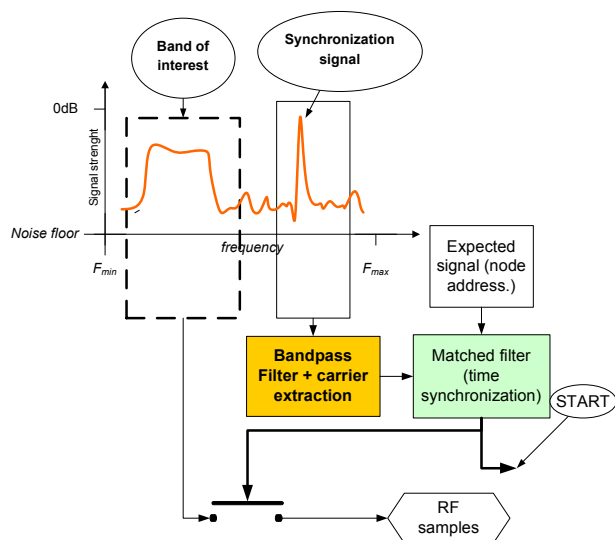 Band of
interest
Synchronization
signal
0dB
Signal strenght
Noise floor
frequency
Fmin
Fmax
Expected
signal (node
address.)
Bandpass
Filter + carrier
extraction
Matched filter
(time
synchronization)
START
RF
samples